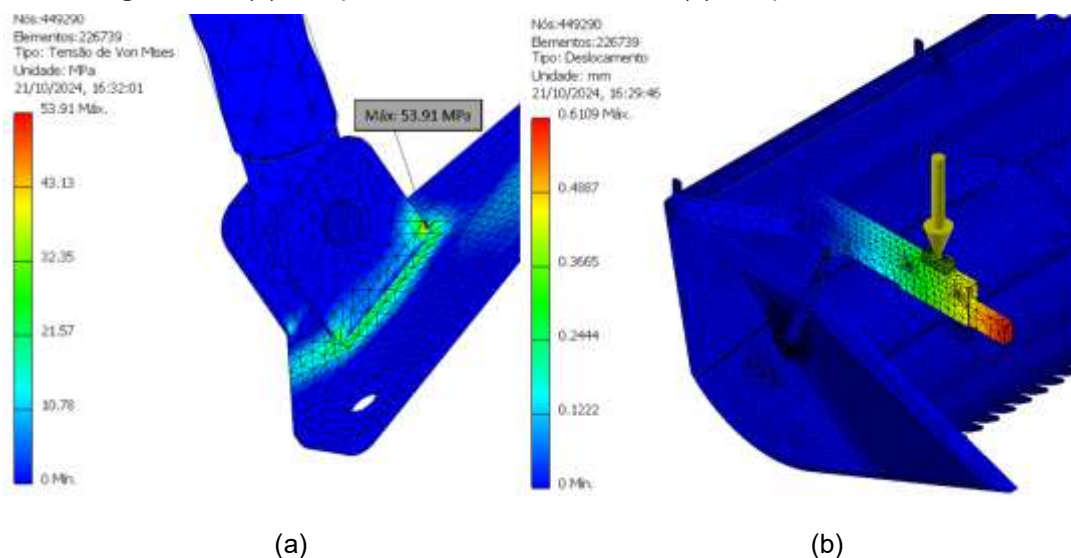 Nós:449290
Elementos:226739
Tipo: Tensão de Von Mises
Unidade: MPa
21/10/2024, 16:32:01
53.91 Máx.
43.13
32.35
21.57
10.78
0 Mín.
Máx: 53.91 MPa
Nós:449290
Elementos:226739
Tipo: Deslocamento
Unidade: mm
21/10/2024, 16:29:46
0.6109 Máx.
0.4887
0.3665
0.2444
0.1222
0 Mín.
(a)
(b)